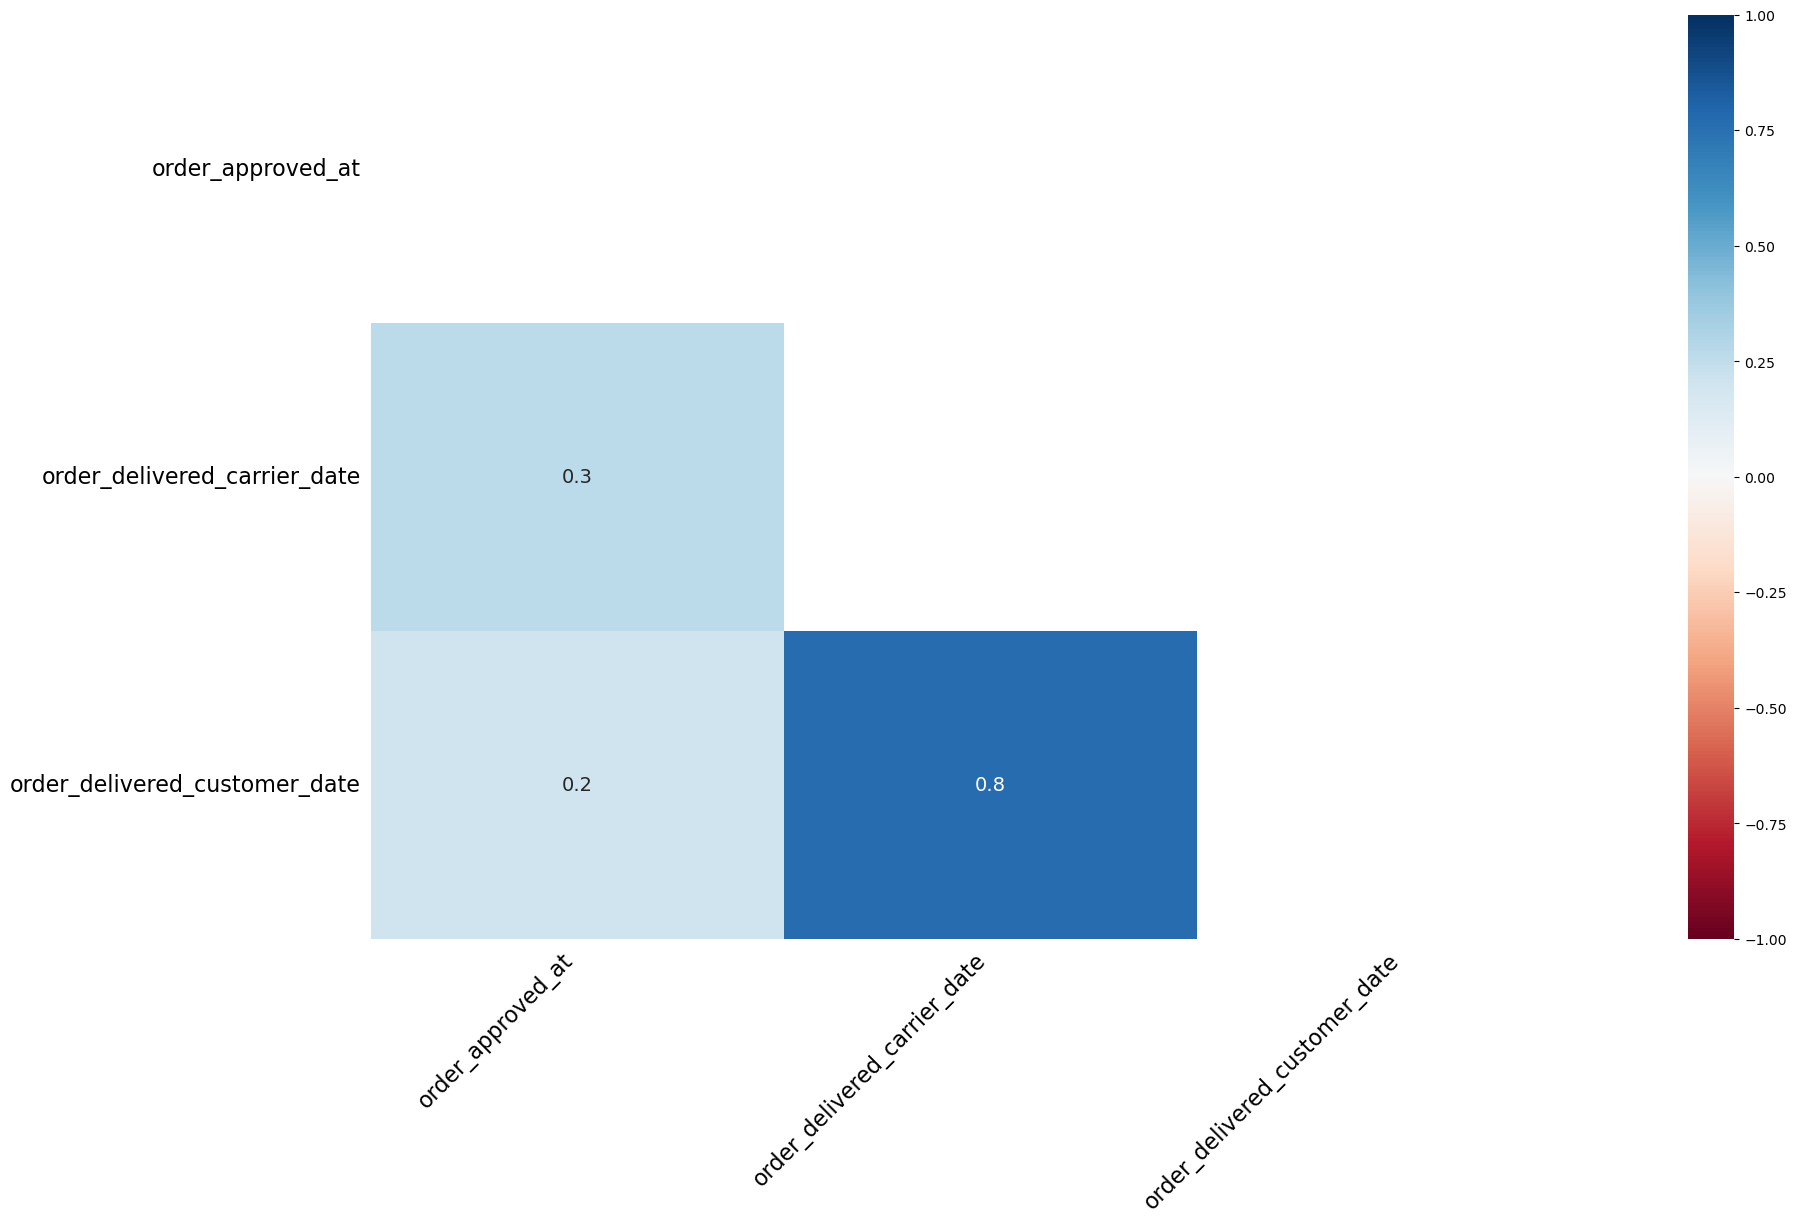 order_approved_at
order_delivered_carrier_date
order_delivered_customer_date
0.3
0.2
0.8
order_approved_at
order_delivered_carrier_date
order_delivered_customer_date
1.00
0.75
0.50
0.25
0.00
−0.25
−0.50
−0.75
−1.00